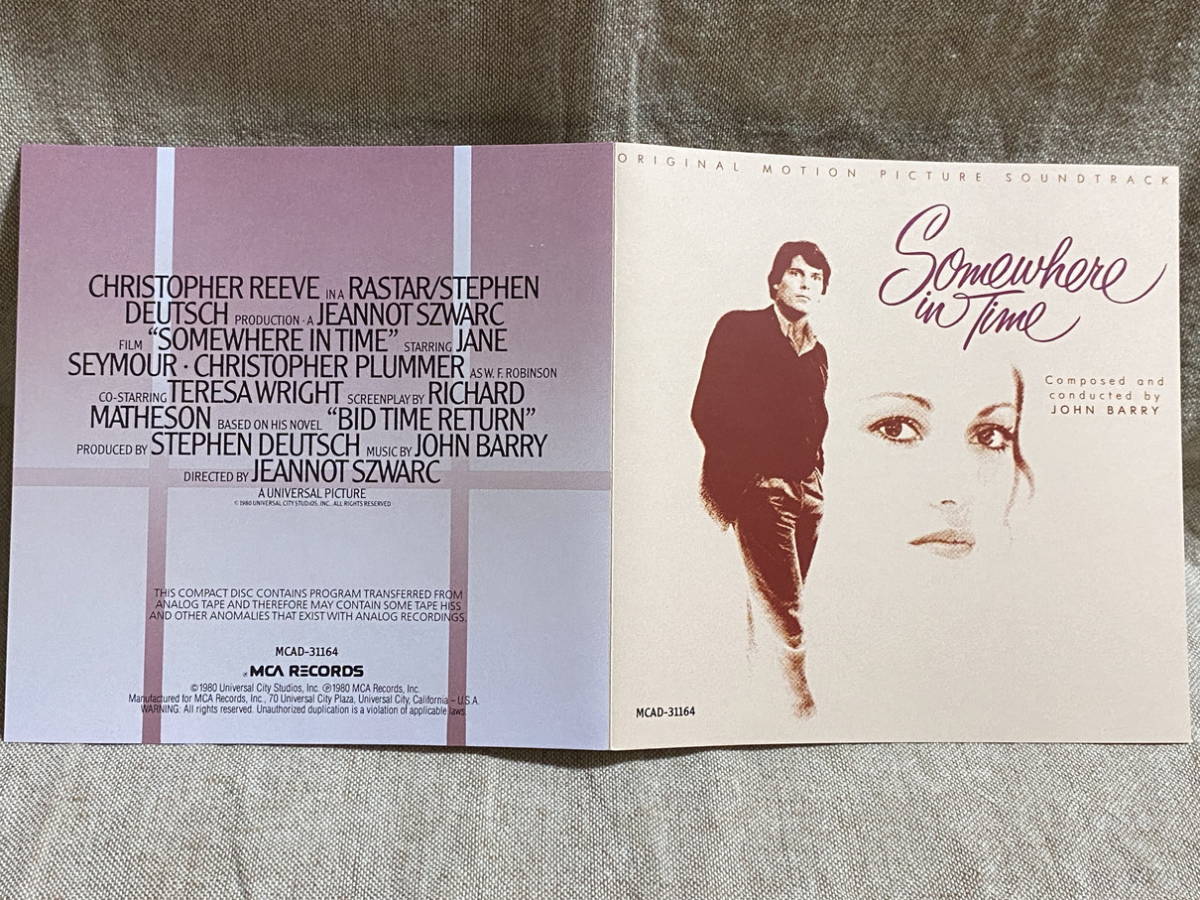 CHRISTOPHER REEVE IN A RASTAR/STEPHEN
DEUTSCH PRODUCTION · A JEANNOT SZWARC
FILM "SOMEWHERE IN TIME" STARRING JANE
SEYMOUR · CHRISTOPHER PLUMMER AS W. F. ROBINSON
CO-STARRING TERESA WRIGHT SCREENPLAY BY RICHARD
MATHESON BASED ON HIS NOVEL "BID TIME RETURN"
PRODUCED BY STEPHEN DEUTSCH MUSIC BY JOHN BARRY
DIRECTED BY JEANNOT SZWARC
A UNIVERSAL PICTURE
© 1980 UNIVERSAL CITY STUDIOS, INC. ALL RIGHTS RESERVED
THIS COMPACT DISC CONTAINS PROGRAM TRANSFERRED FROM
ANALOG TAPE AND THEREFORE MAY CONTAIN SOME TAPE HISS
AND OTHER ANOMALIES THAT EXIST WITH ANALOG RECORDINGS.
MCAD-31164
MCA RECORDS
©1980 Universal City Studios, Inc. ℗1980 MCA Records, Inc.
Manufactured for MCA Records, Inc., 70 Universal City Plaza, Universal City, California – U.S.A.
WARNING: All rights reserved. Unauthorized duplication is a violation of applicable laws.
ORIGINAL MOTION PICTURE SOUNDTRACK
Somewhere
in Time
Composed and
conducted by
JOHN BARRY
MCAD-31164